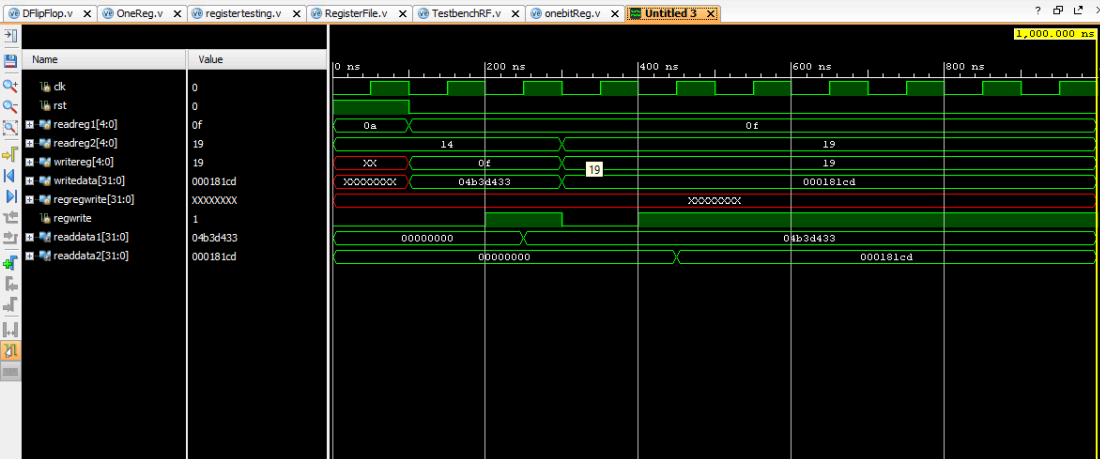 DFlipFlop.v X OneReg.v X registertesting.v X RegisterFile.v X TestbenchRF.v X onebitReg.v X Untitled 3 X
1,000.000 ns
Name Value
0 ns 200 ns 400 ns 600 ns 800 ns
clk 0
rst 0
readreg1[4:0] 0f 0a 0f
readreg2[4:0] 19 14 19
writereg[4:0] 19 XX 0f 19
19
writedata[31:0] 000181cd XXXXXXXX 04b3d433 000181cd
regregwrite[31:0] XXXXXXXX XXXXXXXX
regwrite 1
readdata1[31:0] 04b3d433 00000000 04b3d433
readdata2[31:0] 000181cd 00000000 000181cd